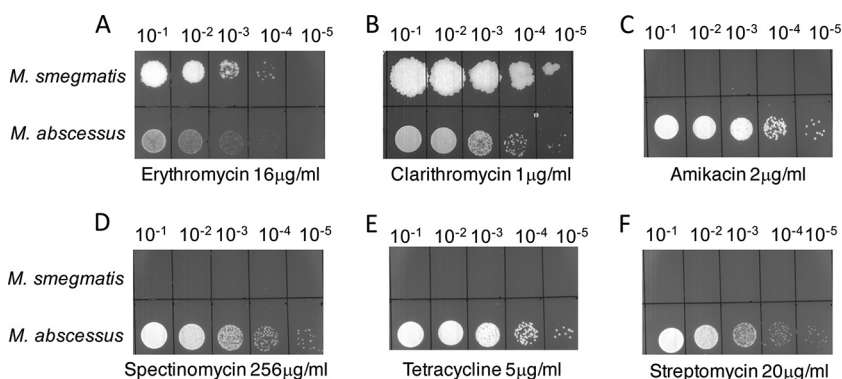 A
10-1 10-2 10-3 10-4 10-5
M. smegmatis
M. abscessus
Erythromycin 16µg/ml
B
10-1 10-2 10-3 10-4 10-5
Clarithromycin 1µg/ml
C
10-1 10-2 10-3 10-4 10-5
Amikacin 2µg/ml
D
10-1 10-2 10-3 10-4 10-5
M. smegmatis
M. abscessus
Spectinomycin 256µg/ml
E
10-1 10-2 10-3 10-4 10-5
Tetracycline 5µg/ml
F
10-1 10-2 10-3 10-4 10-5
Streptomycin 20µg/ml